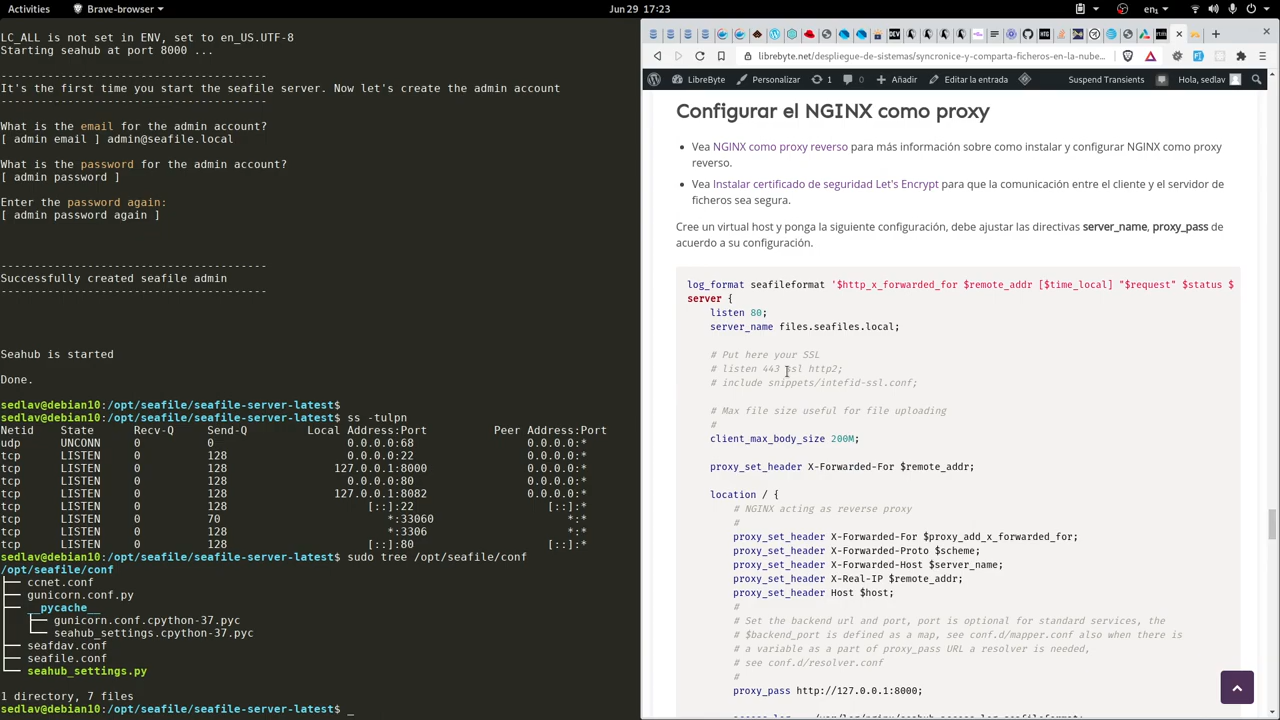 Activities
Brave-browser
Jun 29 17:23
en₁
LC_ALL is not set in ENV, set to en_US.UTF-8
Starting seahub at port 8000 ...
----------------------------------------
It's the first time you start the seafile server. Now let's create the admin account
----------------------------------------
What is the email for the admin account?
[ admin email ] admin@seafile.local
What is the password for the admin account?
[ admin password ]
Enter the password again:
[ admin password again ]
----------------------------------------
Successfully created seafile admin
----------------------------------------
Seahub is started
Done.
sedlav@debian10:/opt/seafile/seafile-server-latest$
sedlav@debian10:/opt/seafile/seafile-server-latest$ ss -tulpn
Netid State Recv-Q Send-Q Local Address:Port Peer Address:Port
udp UNCONN 0 0 0.0.0.0:68 0.0.0.0:*
tcp LISTEN 0 128 0.0.0.0:22 0.0.0.0:*
tcp LISTEN 0 128 127.0.0.1:8000 0.0.0.0:*
tcp LISTEN 0 128 0.0.0.0:80 0.0.0.0:*
tcp LISTEN 0 128 127.0.0.1:8082 0.0.0.0:*
tcp LISTEN 0 128 [::]:22 [::]:*
tcp LISTEN 0 70 *:33060 *:*
tcp LISTEN 0 128 *:3306 *:*
tcp LISTEN 0 128 [::]:80 [::]:*
sedlav@debian10:/opt/seafile/seafile-server-latest$ sudo tree /opt/seafile/conf
/opt/seafile/conf
├── ccnet.conf
├── gunicorn.conf.py
├── __pycache__
│   ├── gunicorn.conf.cpython-37.pyc
│   └── seahub_settings.cpython-37.pyc
├── seafdav.conf
├── seafile.conf
└── seahub_settings.py
1 directory, 7 files
sedlav@debian10:/opt/seafile/seafile-server-latest$ _
librebyte.net/despliegue-de-sistemas/syncronice-y-comparta-ficheros-en-la-nube...
LibreByte
Personalizar
1
0
Añadir
Editar la entrada
Suspend Transients
Hola, sedlav
Configurar el NGINX como proxy
• Vea NGINX como proxy reverso para más información sobre como instalar y configurar NGINX como proxy
reverso.
• Vea Instalar certificado de seguridad Let's Encrypt para que la comunicación entre el cliente y el servidor de
ficheros sea segura.
Cree un virtual host y ponga la siguiente configuración, debe ajustar las directivas server_name, proxy_pass de
acuerdo a su configuración.
log_format seafileformat '$http_x_forwarded_for $remote_addr [$time_local] "$request" $status $
server {
listen 80;
server_name files.seafiles.local;
# Put here your SSL
# listen 443 ssl http2;
# include snippets/intefid-ssl.conf;
# Max file size useful for file uploading
#
client_max_body_size 200M;
proxy_set_header X-Forwarded-For $remote_addr;
location / {
# NGINX acting as reverse proxy
#
proxy_set_header X-Forwarded-For $proxy_add_x_forwarded_for;
proxy_set_header X-Forwarded-Proto $scheme;
proxy_set_header X-Forwarded-Host $server_name;
proxy_set_header X-Real-IP $remote_addr;
proxy_set_header Host $host;
#
# Set the backend url and port, port is optional for standard services, the
# $backend_port is defined as a map, see conf.d/mapper.conf also when there is
# a variable as a part of proxy_pass URL a resolver is needed,
# see conf.d/resolver.conf
#
proxy_pass http://127.0.0.1:8000;